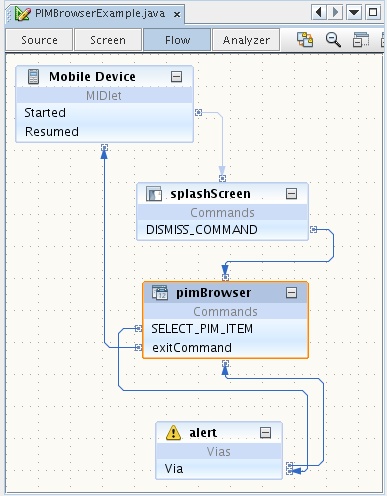 PIMBrowserExample.java ×
Source Screen Flow Analyzer
Mobile Device
MIDlet
Started
Resumed
splashScreen
Commands
DISMISS_COMMAND
pimBrowser
Commands
SELECT_PIM_ITEM
exitCommand
alert
Vias
Via